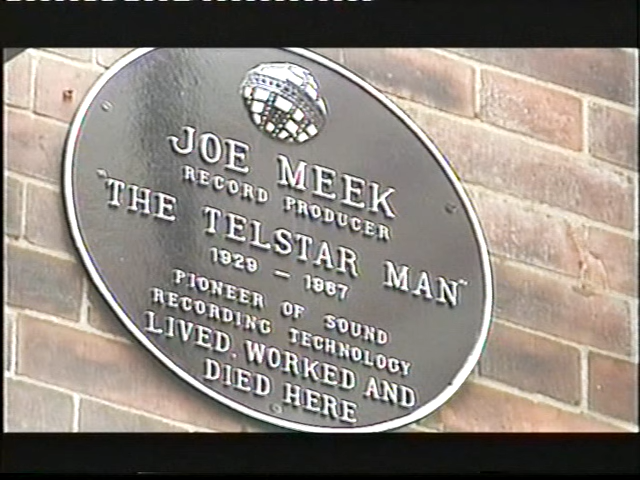 JOE MEEK
RECORD PRODUCER
"THE TELSTAR MAN"
1929 – 1967
PIONEER OF SOUND
RECORDING TECHNOLOGY
LIVED, WORKED AND
DIED HERE